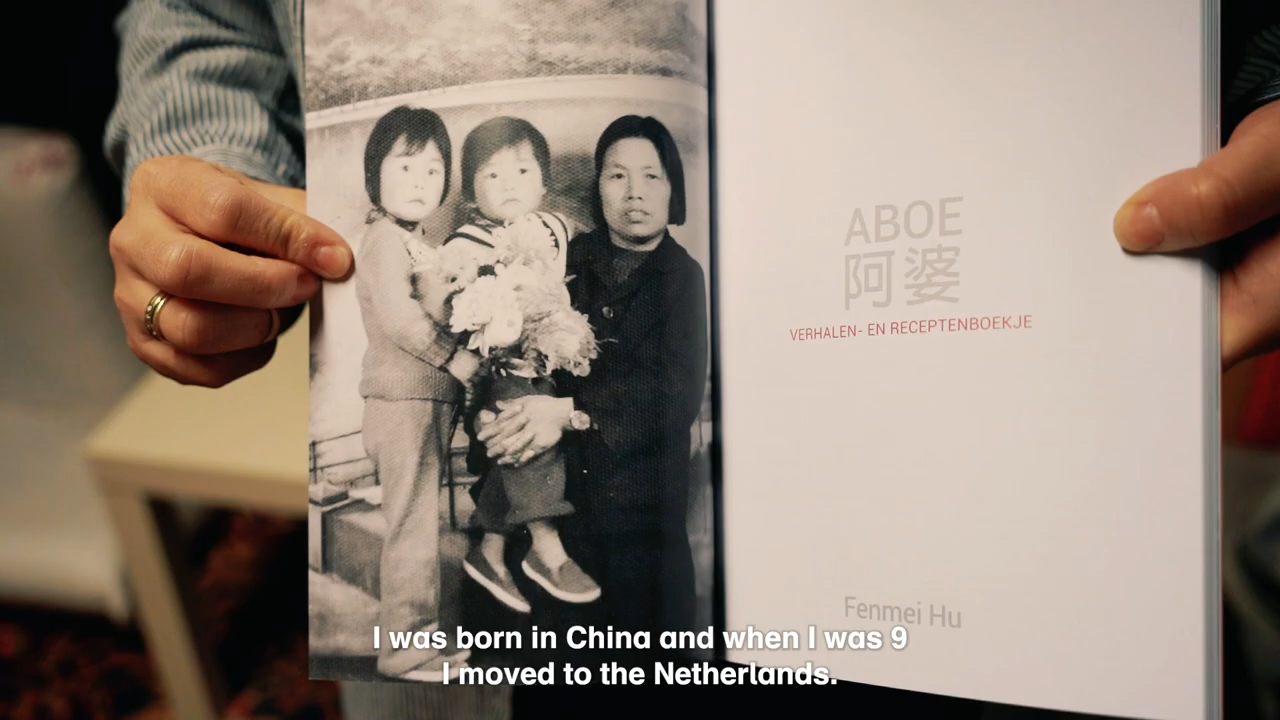 ABOE
阿婆
VERHALEN- EN RECEPTENBOEKJE
Fenmei Hu
I was born in China and when I was 9
I moved to the Netherlands.